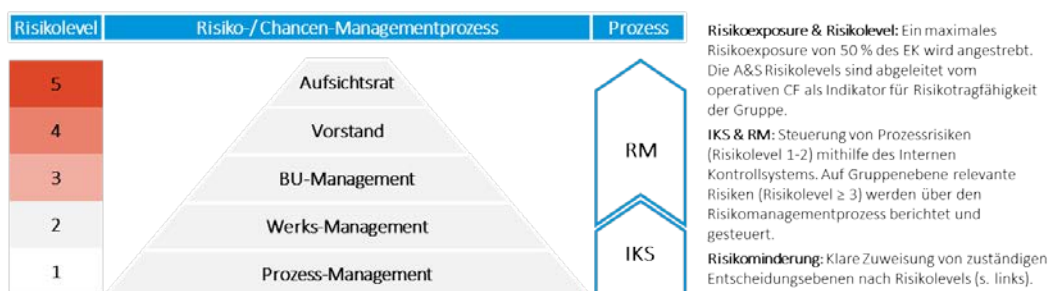 Risikolevel
Risiko-/Chancen-Managementprozess
Prozess
5
Aufsichtsrat
4
Vorstand
3
BU-Management
2
Werks-Management
1
Prozess-Management
RM
IKS
Risikoexposure & Risikolevel: Ein maximales
Risikoexposure von 50 % des EK wird angestrebt.
Die A&S Risikolevels sind abgeleitet vom
operativen CF als Indikator für Risikotragfähigkeit
der Gruppe.
IKS & RM: Steuerung von Prozessrisiken
(Risikolevel 1-2) mithilfe des Internen
Kontrollsystems. Auf Gruppenebene relevante
Risiken (Risikolevel ≥ 3) werden über den
Risikomanagementprozess berichtet und
gesteuert.
Risikominderung: Klare Zuweisung von zuständigen
Entscheidungsebenen nach Risikolevels (s. links).